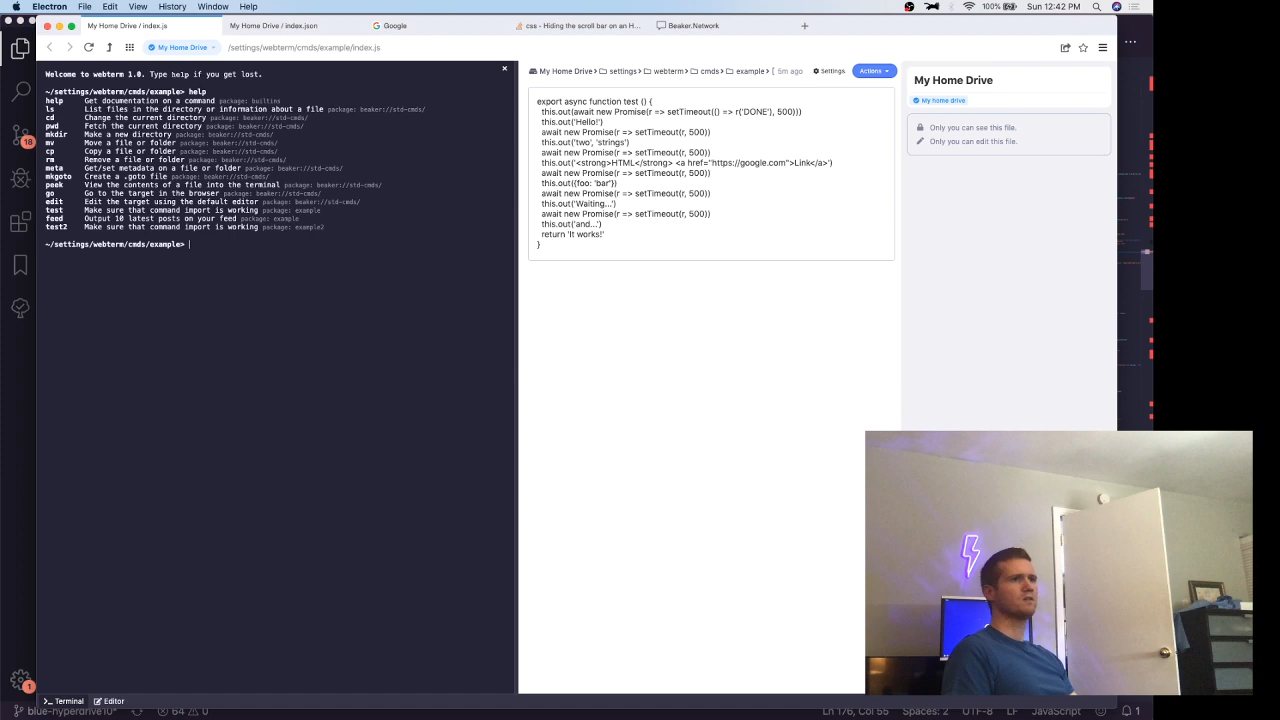 Electron File Edit View History Window Help
100% Sun 12:42 PM
My Home Drive / index.js
My Home Drive / index.json
Google
css - Hiding the scroll bar on an H...
Beaker.Network
My Home Drive
/settings/webterm/cmds/example/index.js
Welcome to webterm 1.0. Type help if you get lost.
~/settings/webterm/cmds/example> help
help Get documentation on a command package: builtins
ls List files in the directory or information about a file package: beaker://std-cmds/
cd Change the current directory package: beaker://std-cmds/
pwd Fetch the current directory package: beaker://std-cmds/
mkdir Make a new directory package: beaker://std-cmds/
mv Move a file or folder package: beaker://std-cmds/
cp Copy a file or folder package: beaker://std-cmds/
rm Remove a file or folder package: beaker://std-cmds/
meta Get/set metadata on a file or folder package: beaker://std-cmds/
mkgoto Create a .goto file package: beaker://std-cmds/
peek View the contents of a file into the terminal package: beaker://std-cmds/
go Go to the target in the browser package: beaker://std-cmds/
edit Edit the target using the default editor package: beaker://std-cmds/
test Make sure that command import is working package: example
feed Output 10 latest posts on your feed package: example
test2 Make sure that command import is working package: example2
~/settings/webterm/cmds/example>
My Home Drive > settings > webterm > cmds > example > [ 5m ago
Settings
Actions
export async function test () {
this.out(await new Promise(r => setTimeout(() => r('DONE'), 500)))
this.out('Hello!')
await new Promise(r => setTimeout(r, 500))
this.out('two', 'strings')
await new Promise(r => setTimeout(r, 500))
this.out('<strong>HTML</strong> <a href="https://google.com">Link</a>')
await new Promise(r => setTimeout(r, 500))
this.out({foo: 'bar'})
await new Promise(r => setTimeout(r, 500))
this.out('Waiting...')
await new Promise(r => setTimeout(r, 500))
this.out('and...')
return 'It works!'
}
My Home Drive
My home drive
Only you can see this file.
Only you can edit this file.
18
1
>_ Terminal
Editor
blue-hyperdrive10*
64 0
Ln 176, Col 55 Spaces: 2 UTF-8 LF JavaScript 1